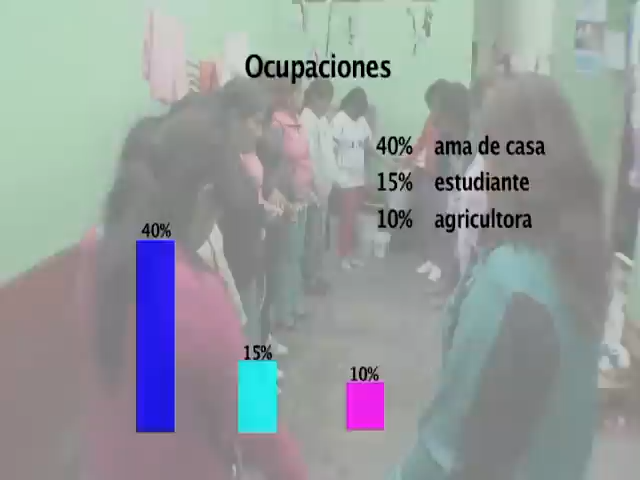 Ocupaciones
40% ama de casa
15% estudiante
10% agricultora
40%
15%
10%